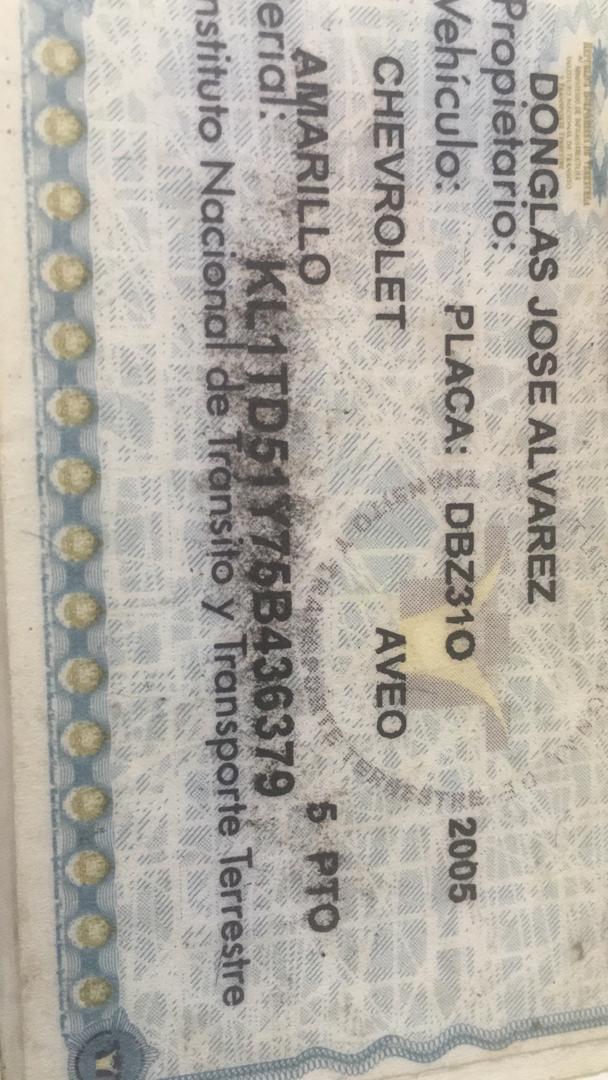 DONGLAS JOSE ALVAREZ
Propietario:
Vehículo: PLACA: DBZ31O 2005
CHEVROLET AVEO
AMARILLO 5 PTO
erial: KL1TD51Y75B436379
nstituto Nacional de Transito y Transporte Terrestre